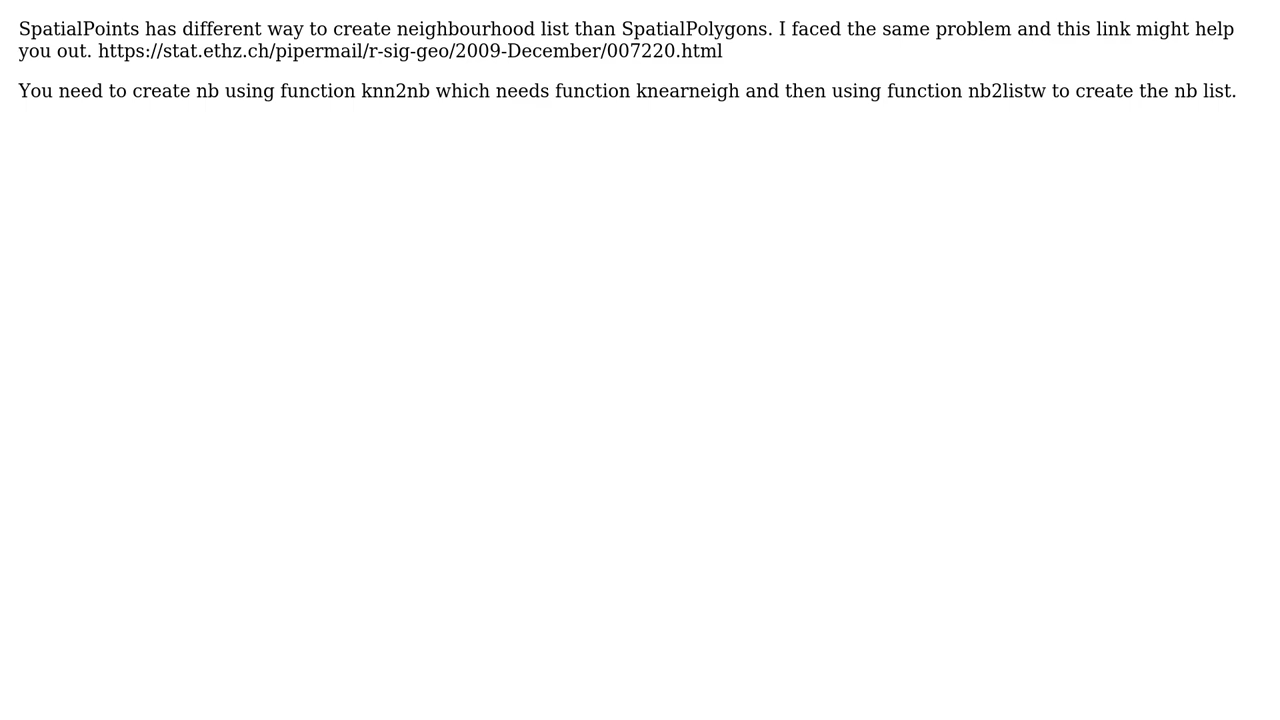 SpatialPoints has different way to create neighbourhood list than SpatialPolygons. I faced the same problem and this link might help
you out. https://stat.ethz.ch/pipermail/r-sig-geo/2009-December/007220.html
You need to create nb using function knn2nb which needs function knearneigh and then using function nb2listw to create the nb list.